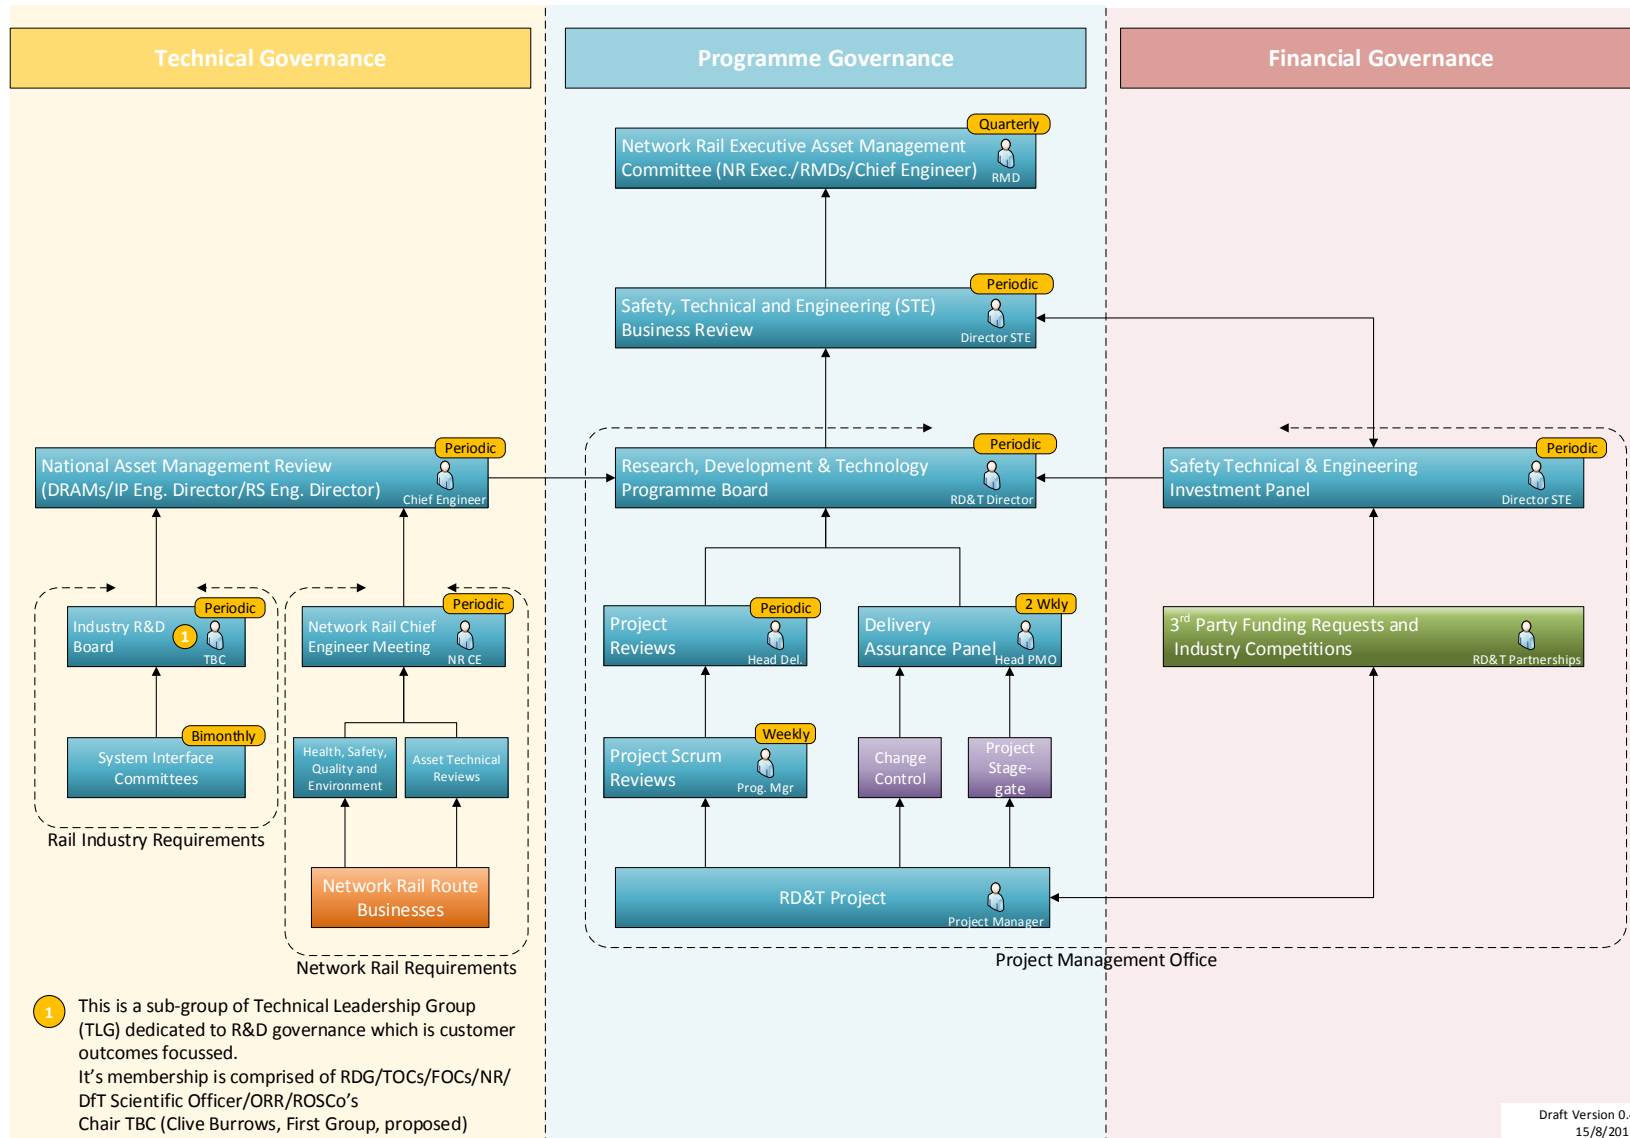 Technical Governance
Programme Governance
Financial Governance
Quarterly
Network Rail Executive Asset Management
Committee (NR Exec./RMDs/Chief Engineer)
RMD
Periodic
Safety, Technical and Engineering (STE)
Business Review
Director STE
Periodic
National Asset Management Review
(DRAMs/IP Eng. Director/RS Eng. Director)
Chief Engineer
Periodic
Research, Development & Technology
Programme Board
RD&T Director
Periodic
Safety Technical & Engineering
Investment Panel
Director STE
Periodic
Industry R&D
Board
1
TBC
Periodic
Network Rail Chief
Engineer Meeting
NR CE
Periodic
Project
Reviews
Head Del.
2 Wkly
Delivery
Assurance Panel
Head PMO
3rd Party Funding Requests and
Industry Competitions
RD&T Partnerships
Bimonthly
System Interface
Committees
Health, Safety,
Quality and
Environment
Asset Technical
Reviews
Weekly
Project Scrum
Reviews
Prog. Mgr
Change
Control
Project
Stage-
gate
Rail Industry Requirements
Network Rail Route
Businesses
RD&T Project
Project Manager
Network Rail Requirements
Project Management Office
1
This is a sub-group of Technical Leadership Group
(TLG) dedicated to R&D governance which is customer
outcomes focussed.
It's membership is comprised of RDG/TOCs/FOCs/NR/
DfT Scientific Officer/ORR/ROSCo's
Chair TBC (Clive Burrows, First Group, proposed)
Draft Version 0.
15/8/201